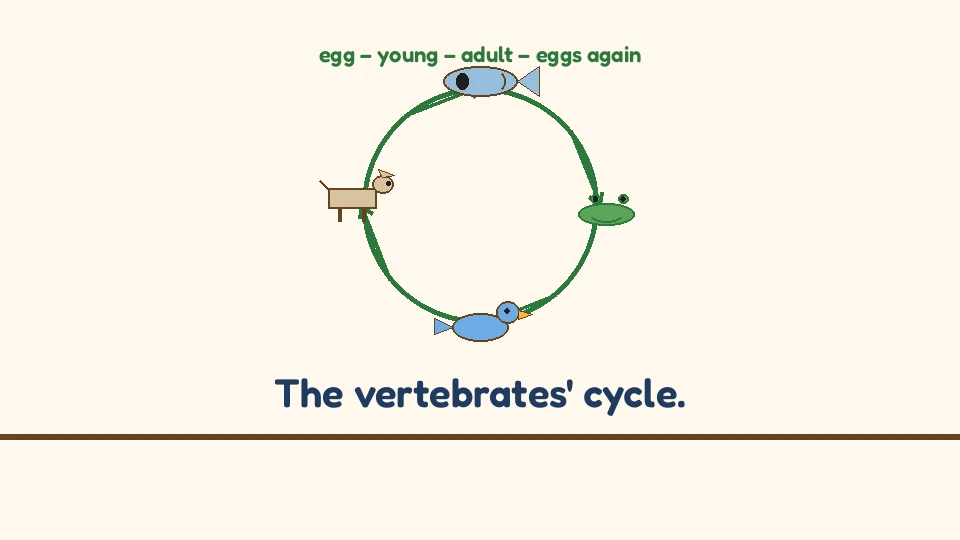 egg – young – adult – eggs again
The vertebrates' cycle.